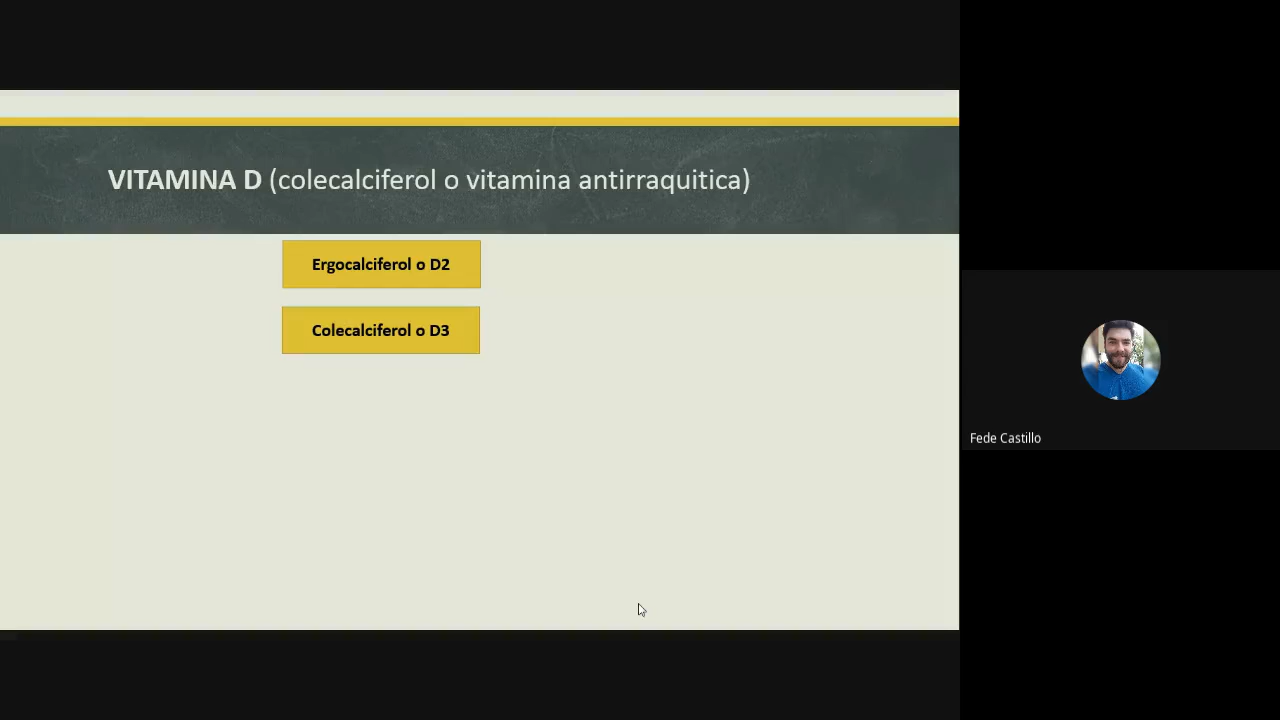 VITAMINA D (colecalciferol o vitamina antirraquitica)
Ergocalciferol o D2
Colecalciferol o D3
Fede Castillo